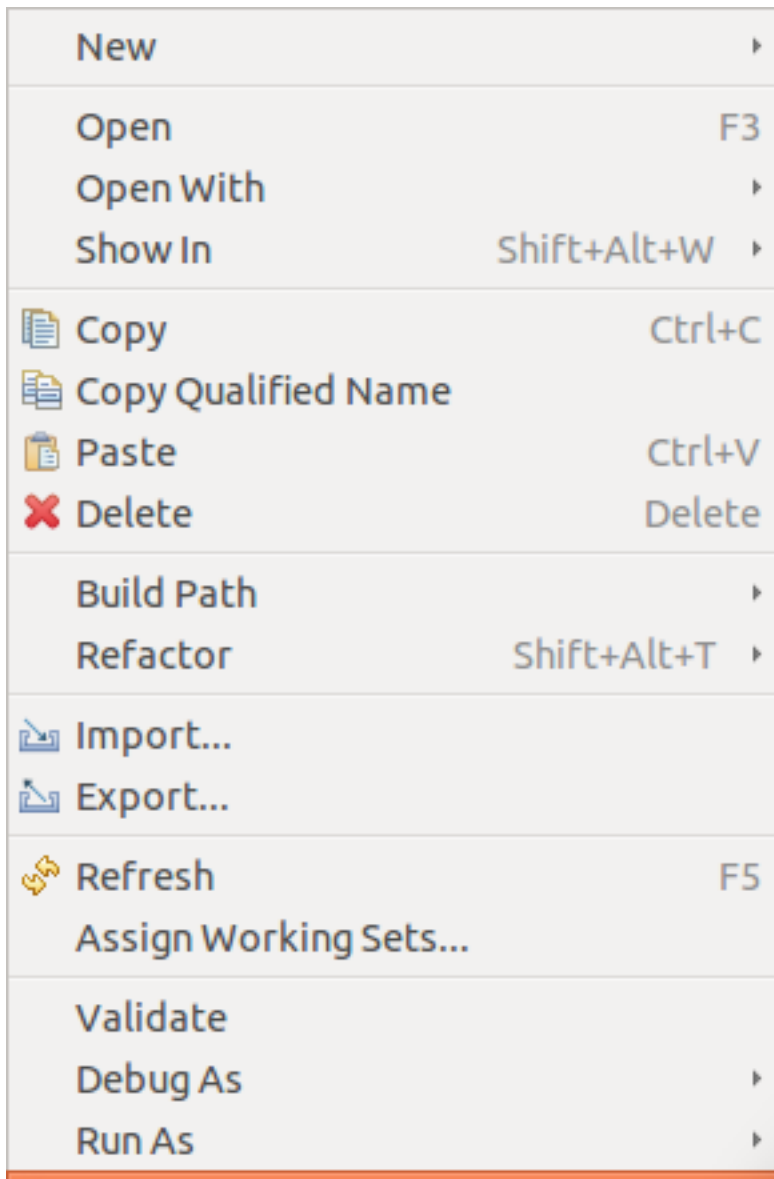 New
Open F3
Open With
Show In Shift+Alt+W
Copy Ctrl+C
Copy Qualified Name
Paste Ctrl+V
Delete Delete
Build Path
Refactor Shift+Alt+T
Import...
Export...
Refresh F5
Assign Working Sets...
Validate
Debug As
Run As